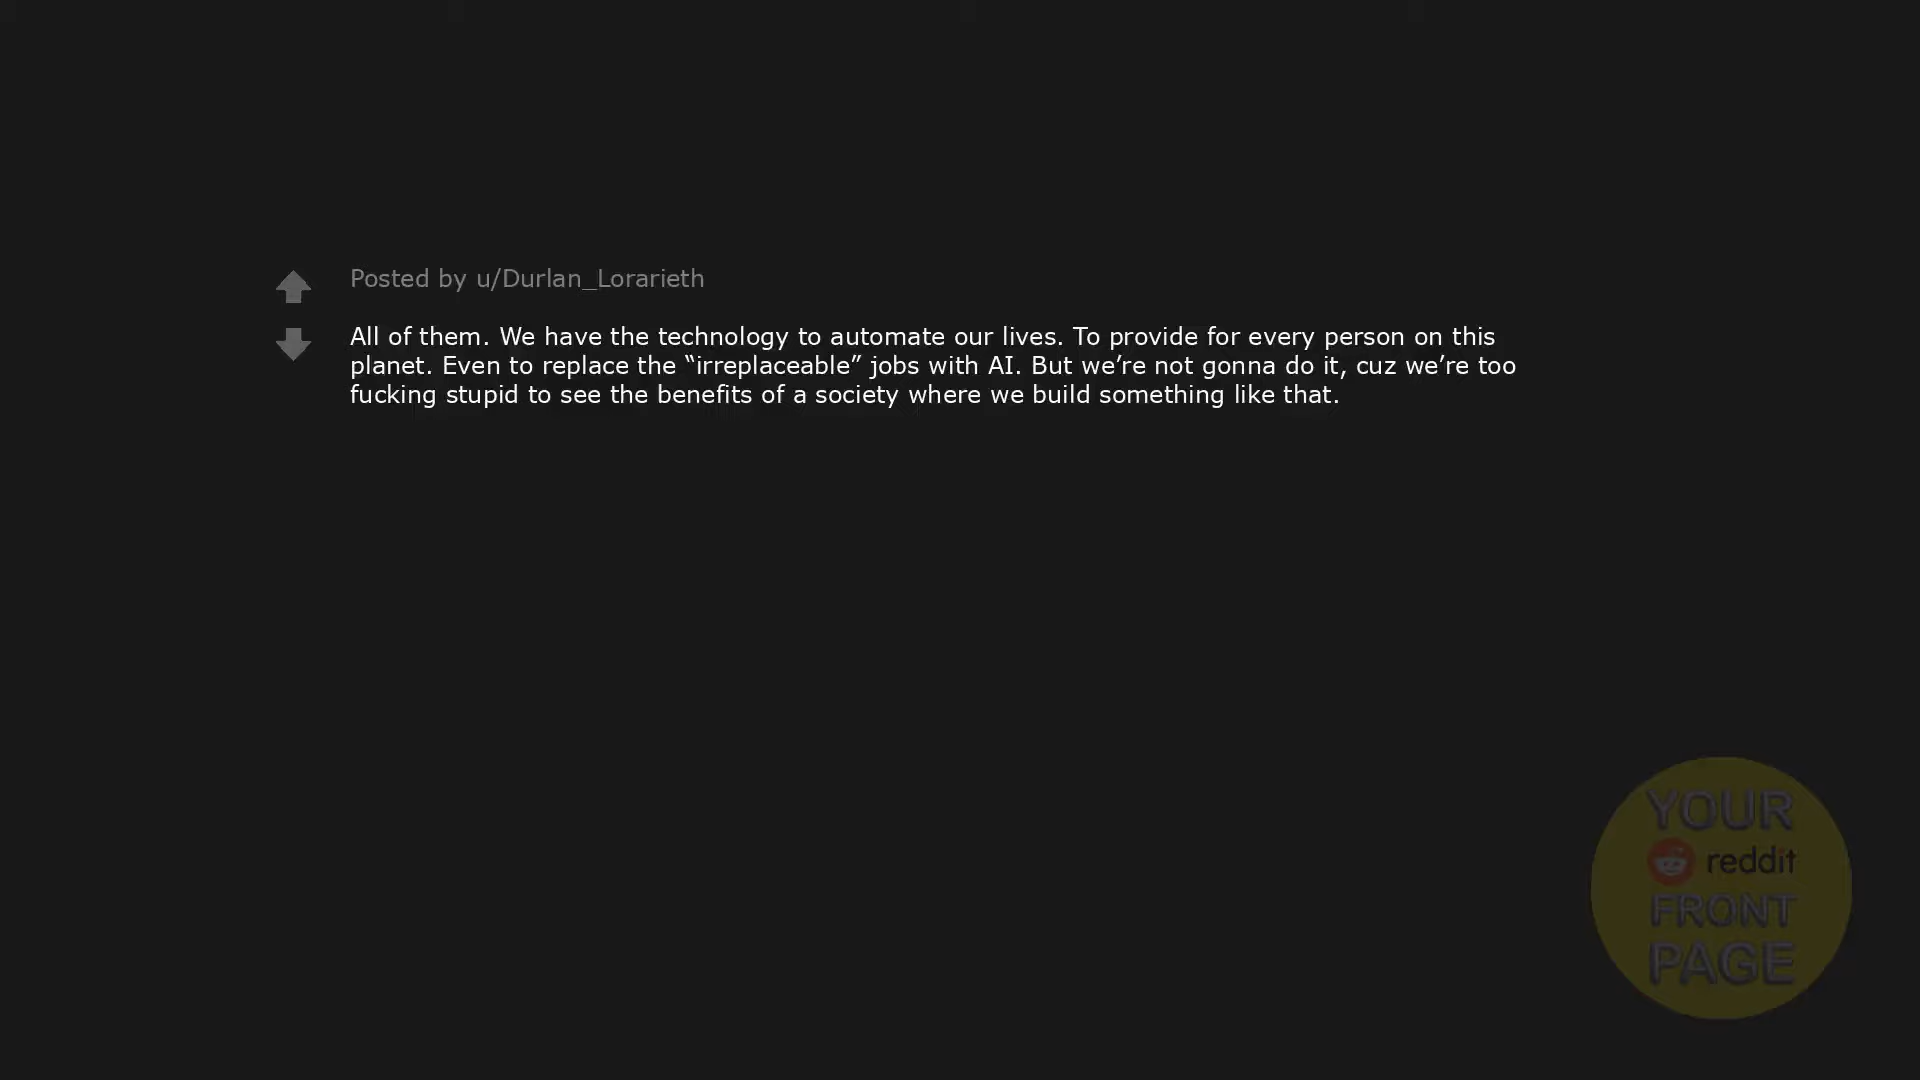 Posted by u/Durlan_Lorarieth
All of them. We have the technology to automate our lives. To provide for every person on this
planet. Even to replace the “irreplaceable” jobs with AI. But we’re not gonna do it, cuz we’re too
fucking stupid to see the benefits of a society where we build something like that.
YOUR
reddit
FRONT
PAGE